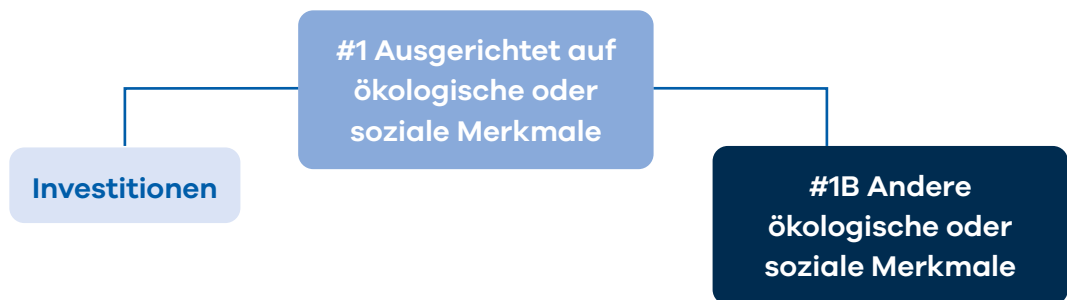 #1 Ausgerichtet auf
ökologische oder
soziale Merkmale
Investitionen
#1B Andere
ökologische oder
soziale Merkmale